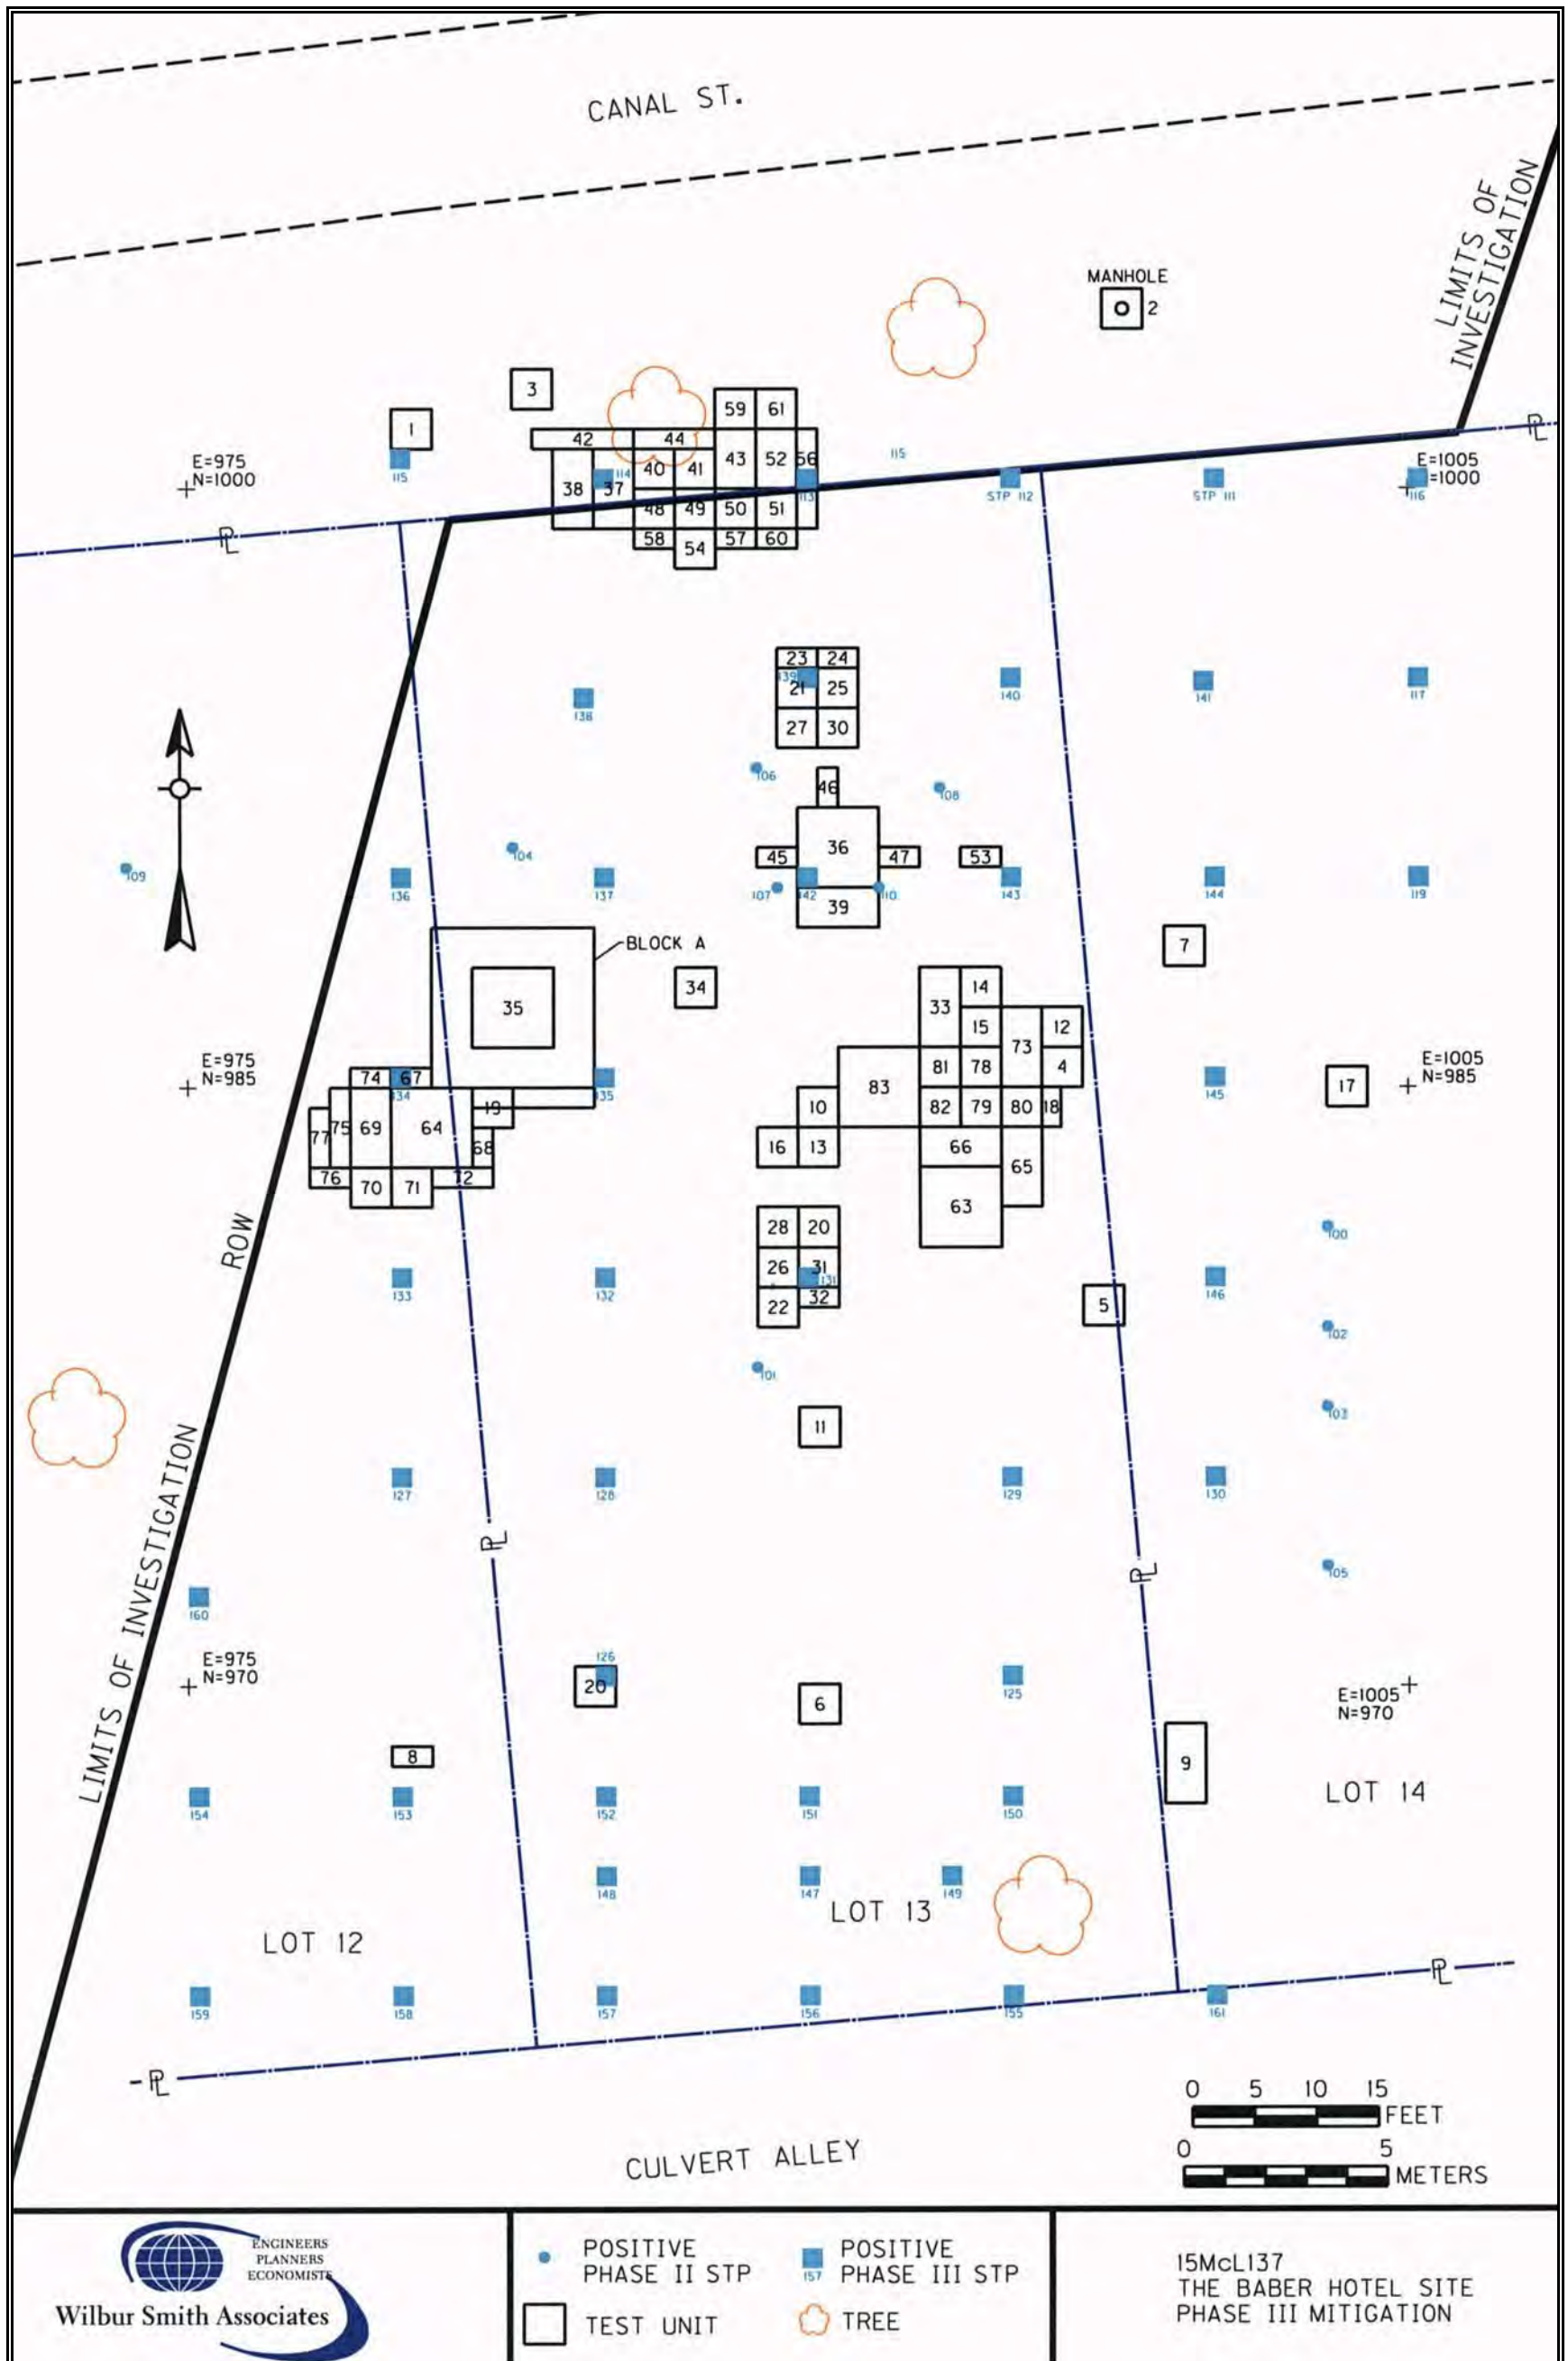 CANAL ST.
LIMITS OF
INVESTIGATION
MANHOLE
2
3
1
59 61
42 44
43 52 56
115
40 41
114
E=975
N=1000
115
38 37
113
STP 112
STP 111
E=1005
=1000
116
48 49 50 51
58 54 57 60
PL
PL
23 24
139
21 25
138
140
141
117
27 30
106
46
108
104
36
45 47 53
109
136
137
107
142
110
143
144
119
39
BLOCK A
7
34
35
33 14
15 73 12
E=975
N=985
74 67
134
135
81 78 4
83
145
17
E=1005
N=985
19
10
82 79 80 18
77 75 69 64 68
16 13
66
65
76 70 71 72
63
ROW
28 20
100
26 31
131
133
132
32
22
146
5
102
101
103
11
LIMITS OF INVESTIGATION
127
128
129
130
PL
PL
105
160
E=975
N=970
126
20
6
125
E=1005
N=970
8
9
LOT 14
154
153
152
151
150
148
147
149
LOT 13
LOT 12
PL
159
158
157
156
155
161
PL
0 5 10 15
FEET
CULVERT ALLEY
0 5
METERS
ENGINEERS
PLANNERS
ECONOMISTS
Wilbur Smith Associates
POSITIVE
PHASE II STP
157
POSITIVE
PHASE III STP
TEST UNIT
TREE
15McL137
THE BABER HOTEL SITE
PHASE III MITIGATION